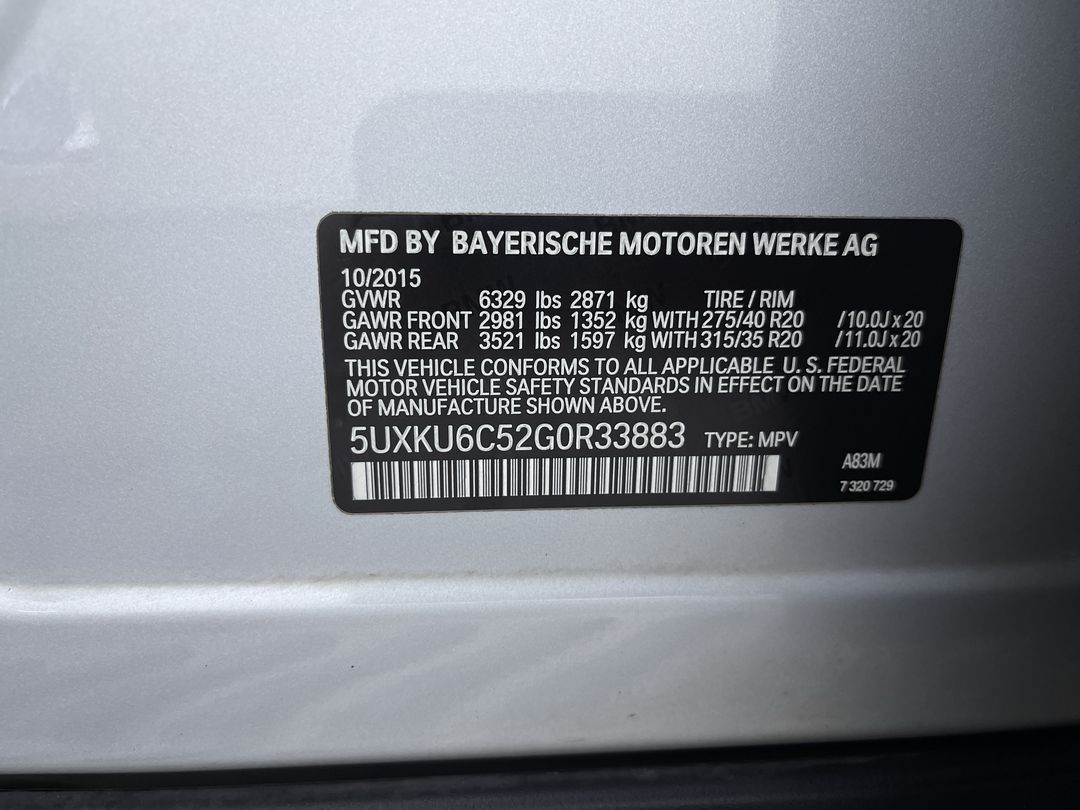 MFD BY BAYERISCHE MOTOREN WERKE AG
10/2015
GVWR 6329 lbs 2871 kg TIRE / RIM
GAWR FRONT 2981 lbs 1352 kg WITH 275/40 R20 /10.0J x 20
GAWR REAR 3521 lbs 1597 kg WITH 315/35 R20 /11.0J x 20
THIS VEHICLE CONFORMS TO ALL APPLICABLE U. S. FEDERAL
MOTOR VEHICLE SAFETY STANDARDS IN EFFECT ON THE DATE
OF MANUFACTURE SHOWN ABOVE.
5UXKU6C52G0R33883 TYPE: MPV
A83M
7 320 729